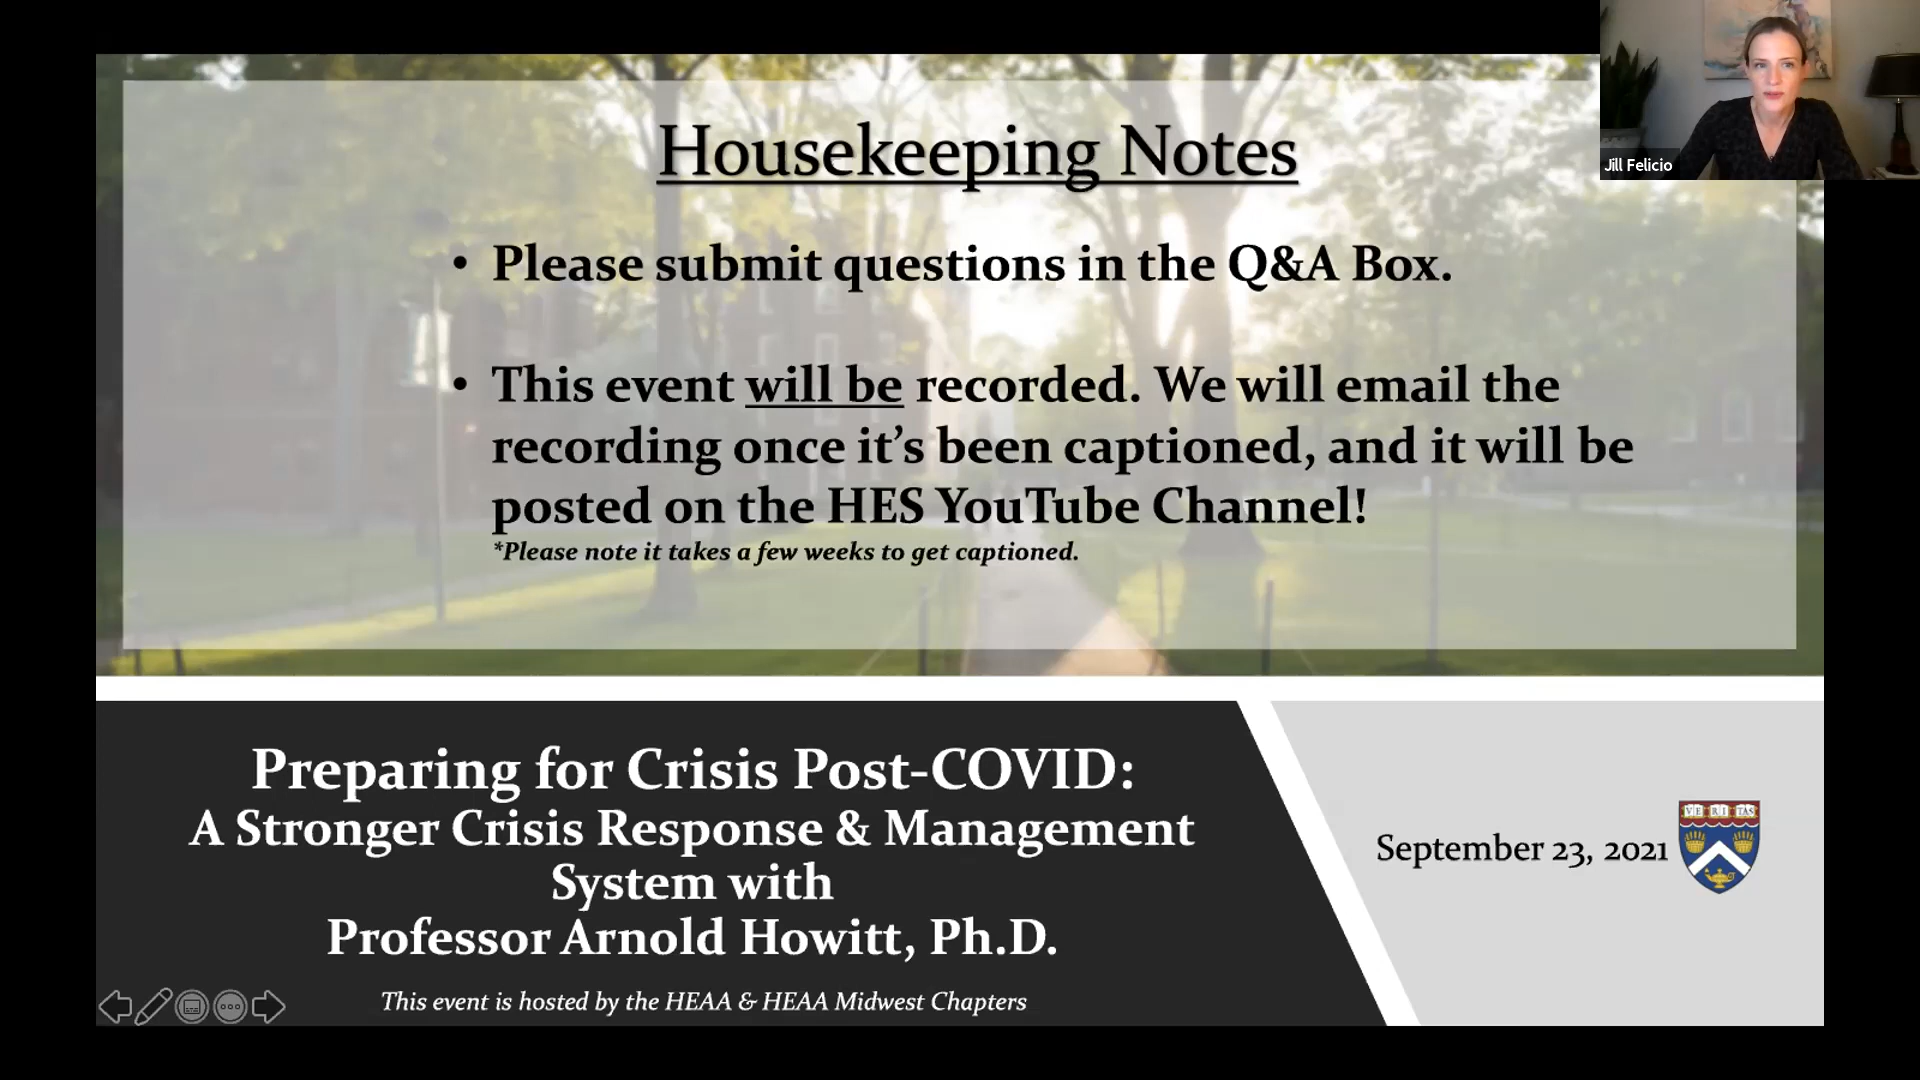 Housekeeping Notes
Jill Felicio
• Please submit questions in the Q&A Box.
• This event will be recorded. We will email the
recording once it’s been captioned, and it will be
posted on the HES YouTube Channel!
*Please note it takes a few weeks to get captioned.
Preparing for Crisis Post-COVID:
A Stronger Crisis Response & Management
System with
Professor Arnold Howitt, Ph.D.
This event is hosted by the HEAA & HEAA Midwest Chapters
September 23, 2021
VE RI TAS